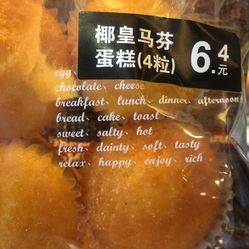 椰皇马芬
蛋糕(4粒) 6.4元
egg、
chocolate、cheese
breakfast、lunch、dinner、afternoon
bread、cake、toast
sweet、salty、hot
fresh、dainty、soft、tasty
relax、happy、enjoy、rich